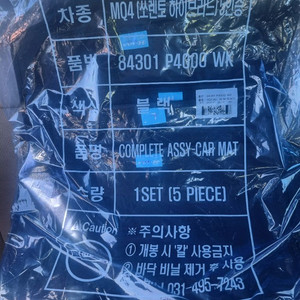 차종 MQ4 (쏘렌토 하이브리드)
품번 84301 P4600 WK
색 블랙
품명 COMPLETE ASSY-CAR MAT
수량 1SET (5 PIECE)
Caution
※ 주의사항
① 개봉 시 '칼' 사용금지
② 바닥 비닐 제거 후 사용
031-495-7243